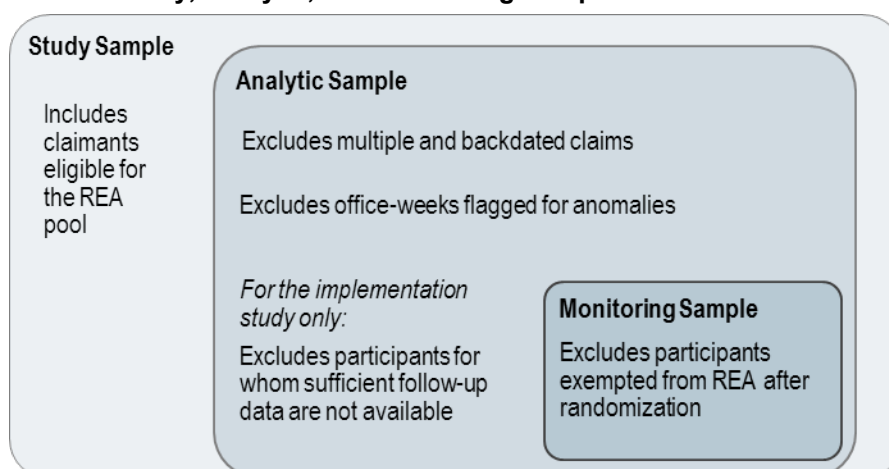 Study Sample
Includes
claimants
eligible for
the REA
pool
Analytic Sample
Excludes multiple and backdated claims
Excludes office-weeks flagged for anomalies
For the implementation
study only:
Excludes participants for
whom sufficient follow-up
data are not available
Monitoring Sample
Excludes participants
exempted from REA after
randomization